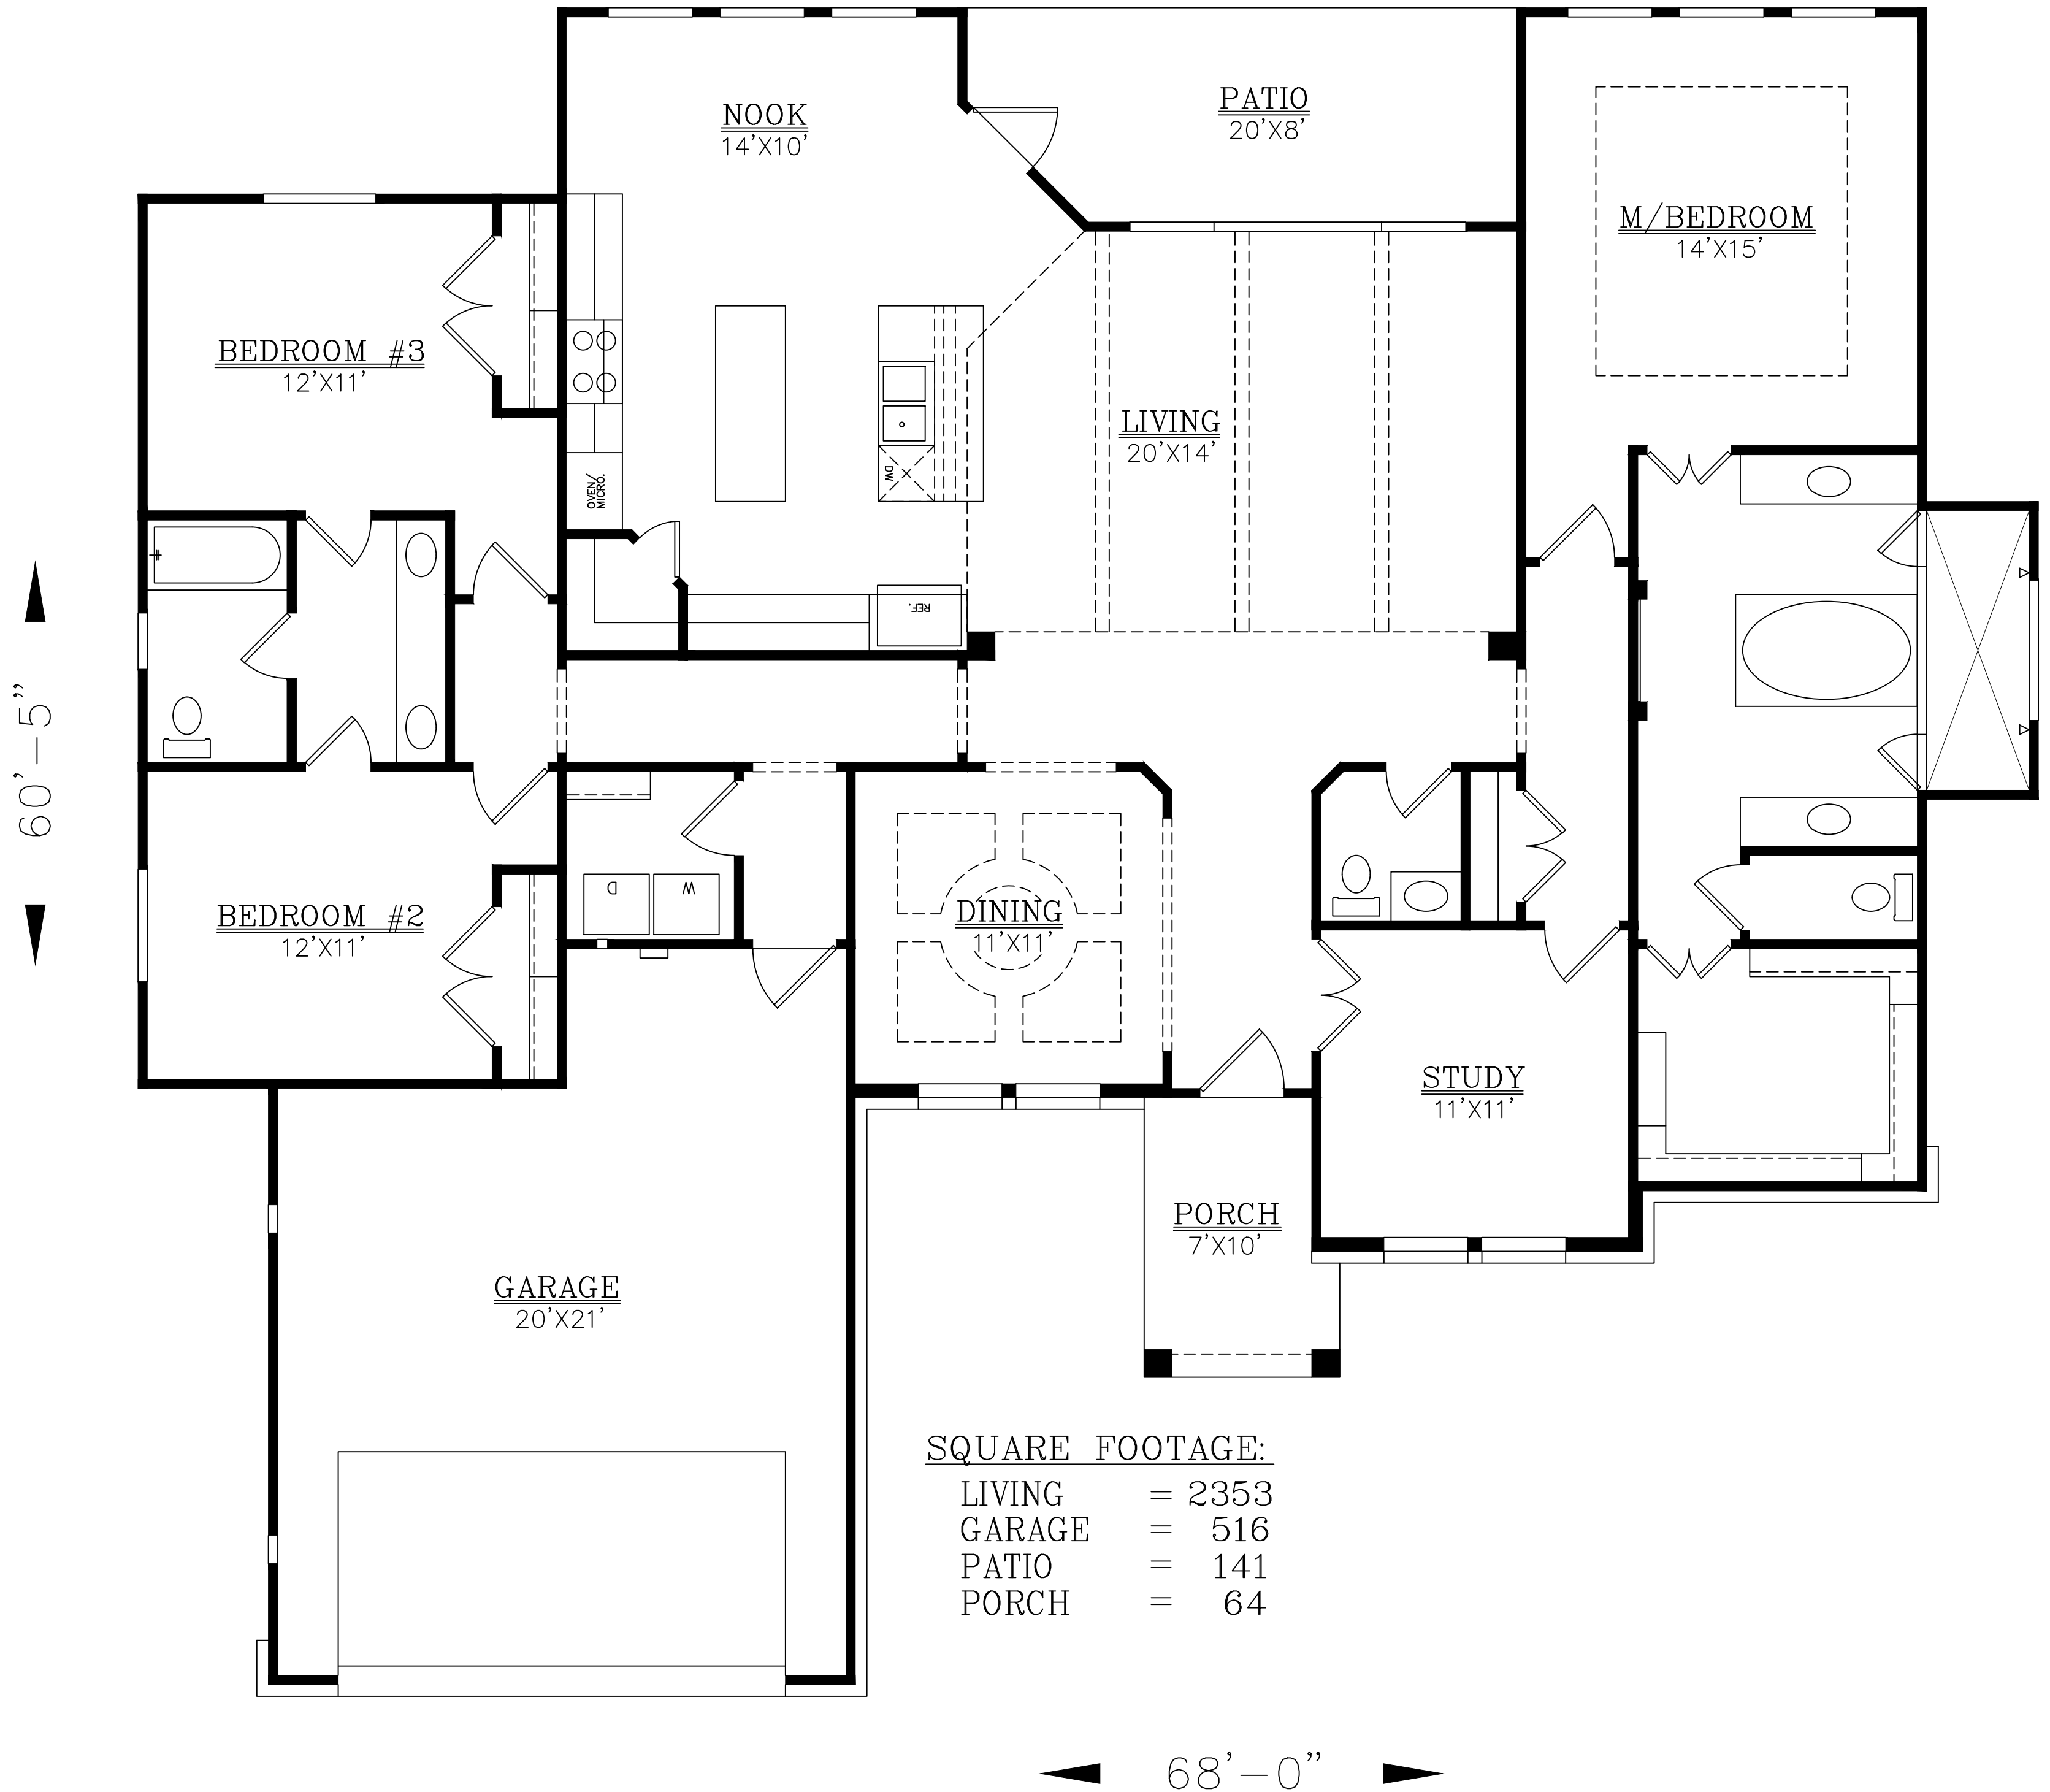 NOOK
14'X10'
PATIO
20'X8'
M/BEDROOM
14'X15'
BEDROOM #3
12'X11'
LIVING
20'X14'
DW
OVEN/
MICRO.
REF.
60'-5"
D
W
BEDROOM #2
12'X11'
DINING
11'X11'
STUDY
11'X11'
PORCH
7'X10'
GARAGE
20'X21'
SQUARE FOOTAGE:
LIVING = 2353
GARAGE = 516
PATIO = 141
PORCH = 64
68'-0"